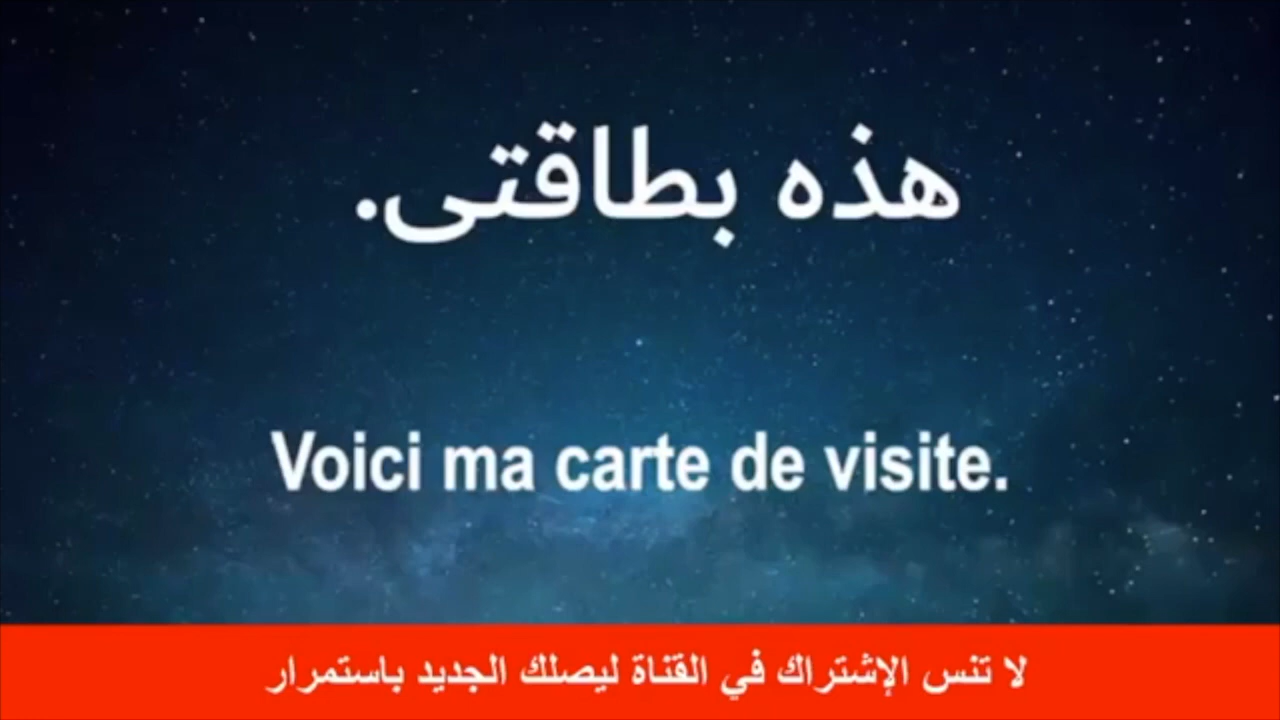 هذه بطاقتى.
Voici ma carte de visite.
لا تنس الإشتراك في القناة ليصلك الجديد باستمرار